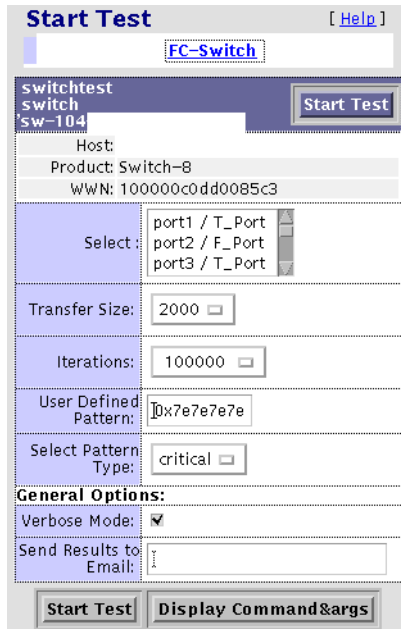 Start Test [ Help ]
FC-Switch
switchtest
switch
'sw-104
Start Test
Host:
Product: Switch-8
WWN: 100000c0dd0085c3
Select :
port1 / T_Port
port2 / F_Port
port3 / T_Port
Transfer Size: 2000
Iterations: 100000
User Defined
Pattern: 0x7e7e7e7e
Select Pattern
Type: critical
General Options:
Verbose Mode:
Send Results to
Email:
Start Test Display Command&args